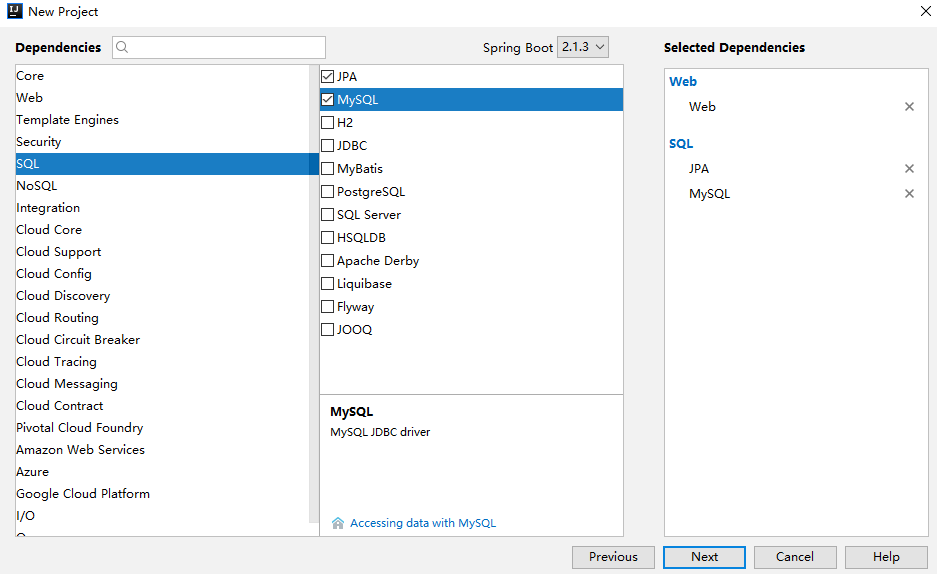 New Project
Dependencies
Spring Boot 2.1.3
Core
Web
Template Engines
Security
SQL
NoSQL
Integration
Cloud Core
Cloud Support
Cloud Config
Cloud Discovery
Cloud Routing
Cloud Circuit Breaker
Cloud Tracing
Cloud Messaging
Cloud Contract
Pivotal Cloud Foundry
Amazon Web Services
Azure
Google Cloud Platform
I/O
JPA
MySQL
H2
JDBC
MyBatis
PostgreSQL
SQL Server
HSQLDB
Apache Derby
Liquibase
Flyway
JOOQ
MySQL
MySQL JDBC driver
Accessing data with MySQL
Selected Dependencies
Web
Web
SQL
JPA
MySQL
Previous
Next
Cancel
Help